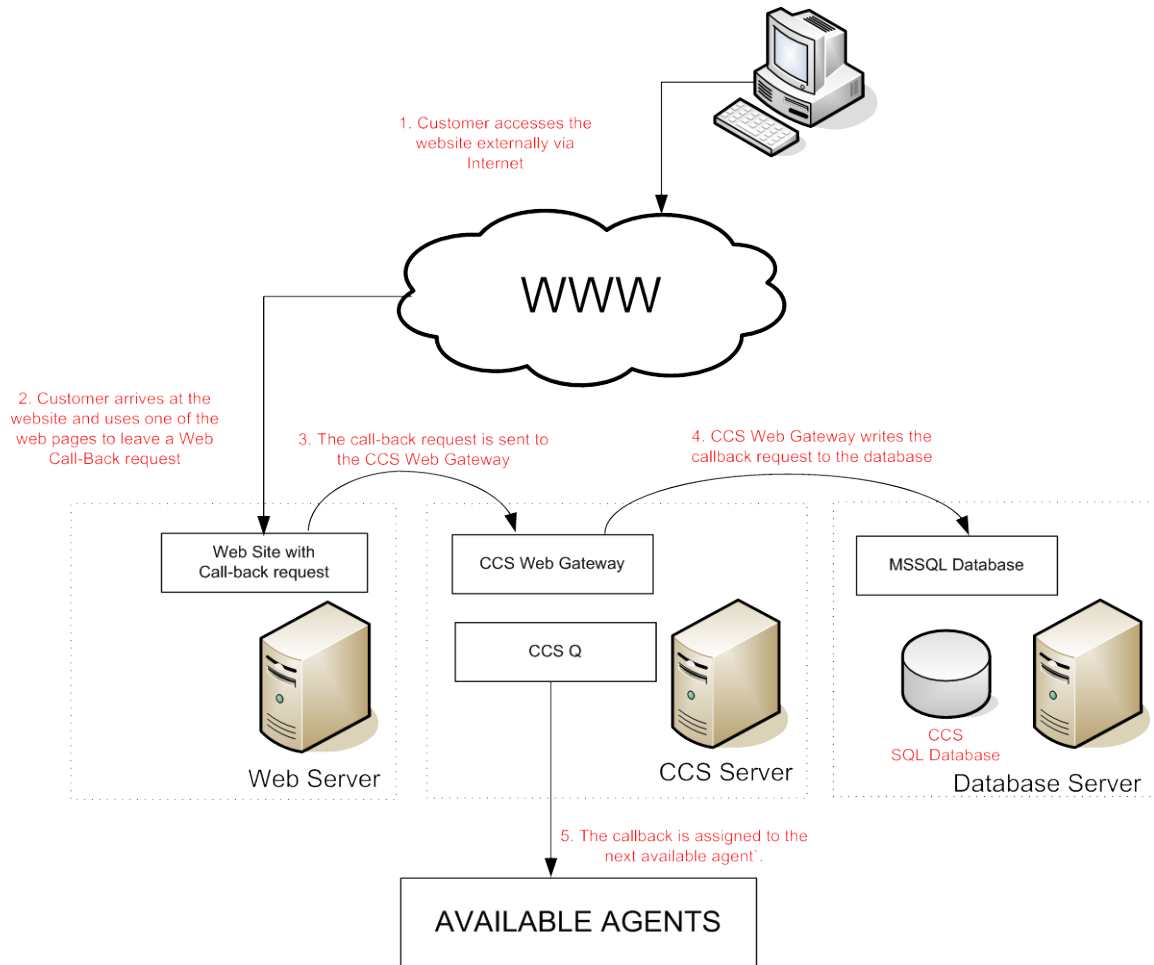 1. Customer accesses the
website externally via
Internet
WWW
2. Customer arrives at the
website and uses one of the
web pages to leave a Web
Call-Back request
3. The call-back request is sent to
the CCS Web Gateway
4. CCS Web Gateway writes the
callback request to the database
Web Site with
Call-back request
CCS Web Gateway
MSSQL Database
CCS Q
CCS
SQL Database
Web Server
CCS Server
Database Server
5. The callback is assigned to the
next available agent`.
AVAILABLE AGENTS